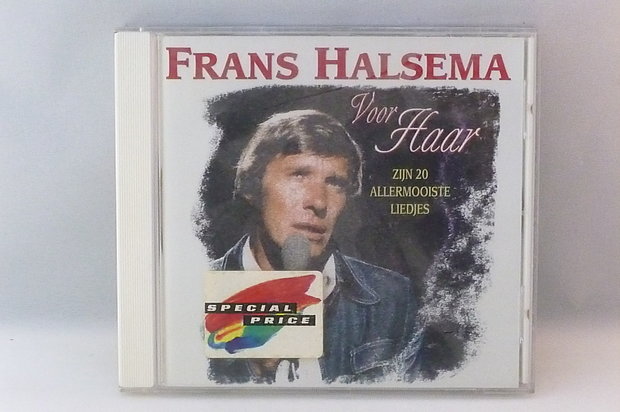 FRANS HALSEMA
Voor
Haar
ZIJN 20
ALLERMOOISTE
LIEDJES
SPECIAL
PRICE